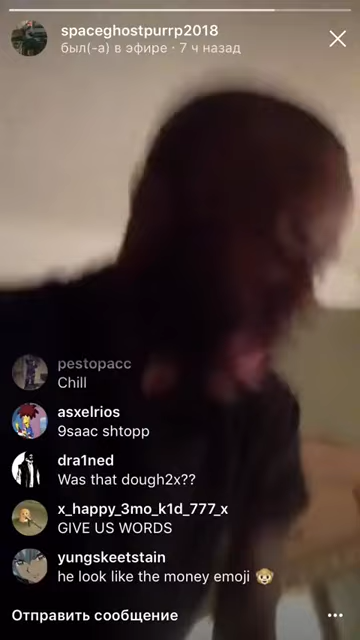 spaceghostpurrp2018
был(-а) в эфире · 7 ч назад
pestopacc
Chill
asxelrios
9saac shtopp
dra1ned
Was that dough2x??
x_happy_3mo_k1d_777_x
GIVE US WORDS
yungskeetstain
he look like the money emoji 🐵
Отправить сообщение